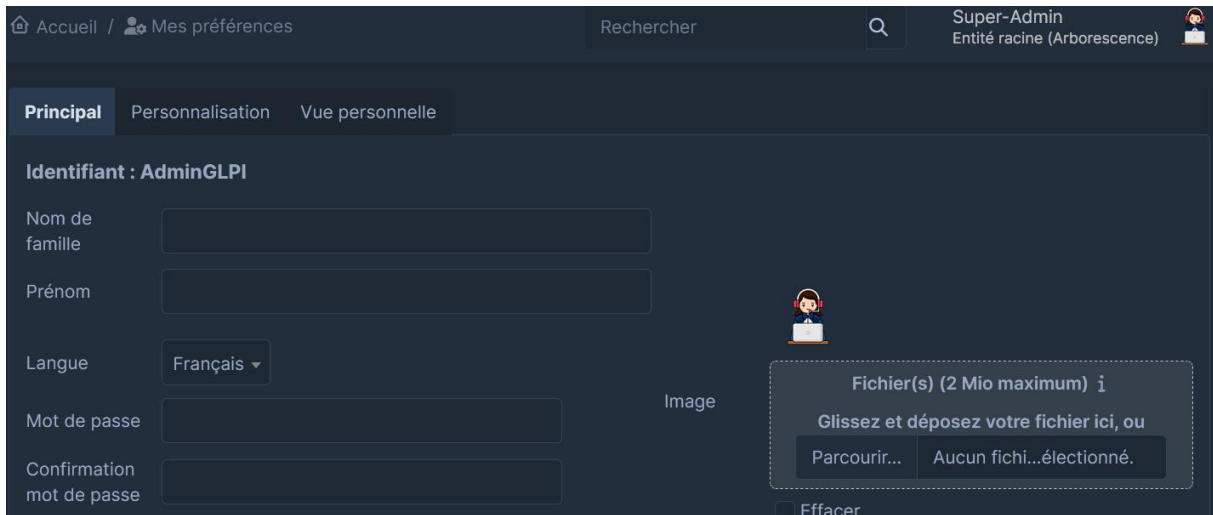 Accueil / Mes préférences
Rechercher
Super-Admin
Entité racine (Arborescence)
Principal Personnalisation Vue personnelle
Identifiant : AdminGLPI
Nom de
famille
Prénom
Langue Français
Mot de passe
Confirmation
mot de passe
Image
Fichier(s) (2 Mio maximum) i
Glissez et déposez votre fichier ici, ou
Parcourir... Aucun fichi...électionné.
Effacer